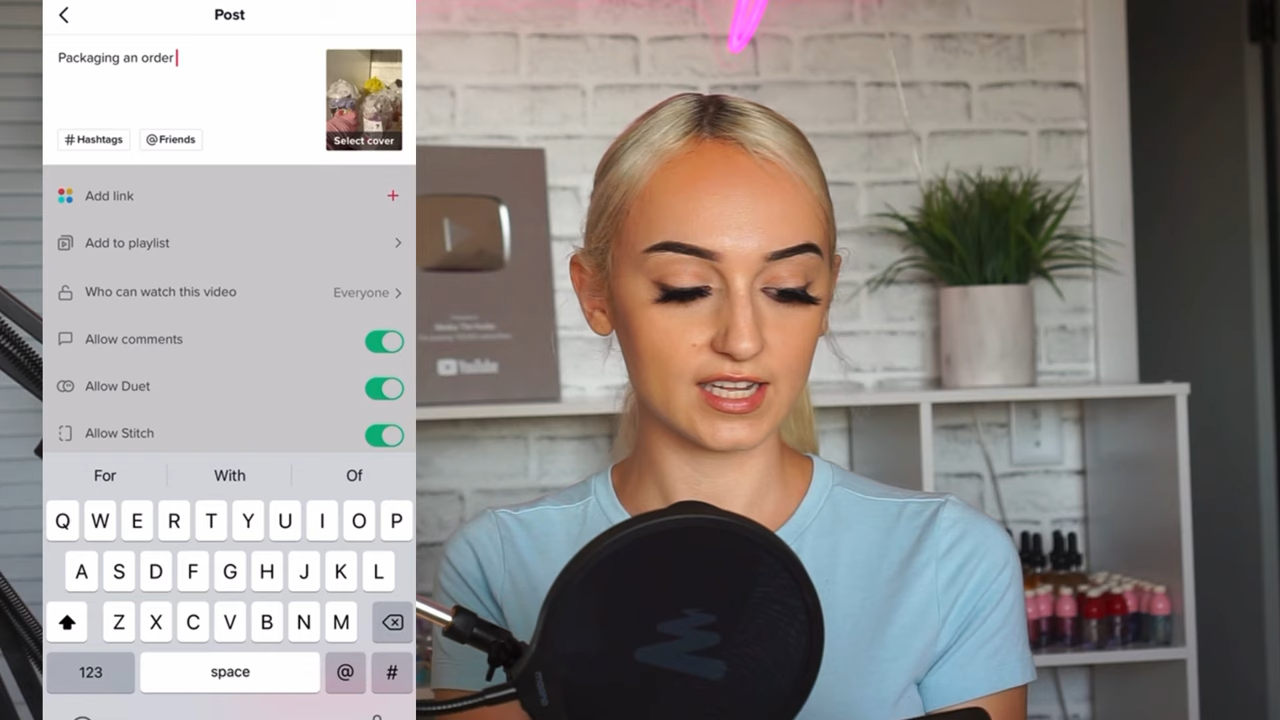 Post
Packaging an order
#Hashtags @Friends
Select cover
Add link
Add to playlist
Who can watch this video Everyone
Allow comments
Allow Duet
Allow Stitch
For With Of
Q W E R T Y U I O P
A S D F G H J K L
Z X C V B N M
123 space @ #
YouTube